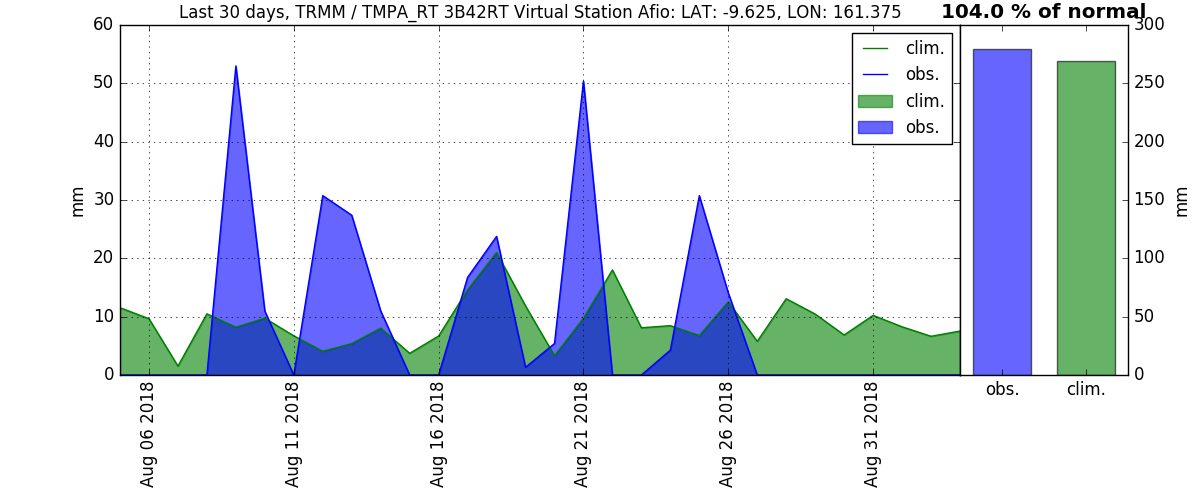 Last 30 days, TRMM / TMPA_RT 3B42RT Virtual Station Afio: LAT: -9.625, LON: 161.375
104.0 % of normal
60
50
40
30
20
10
0
mm
clim.
obs.
clim.
obs.
300
250
200
150
100
50
0
mm
obs.
clim.
Aug 06 2018
Aug 11 2018
Aug 16 2018
Aug 21 2018
Aug 26 2018
Aug 31 2018